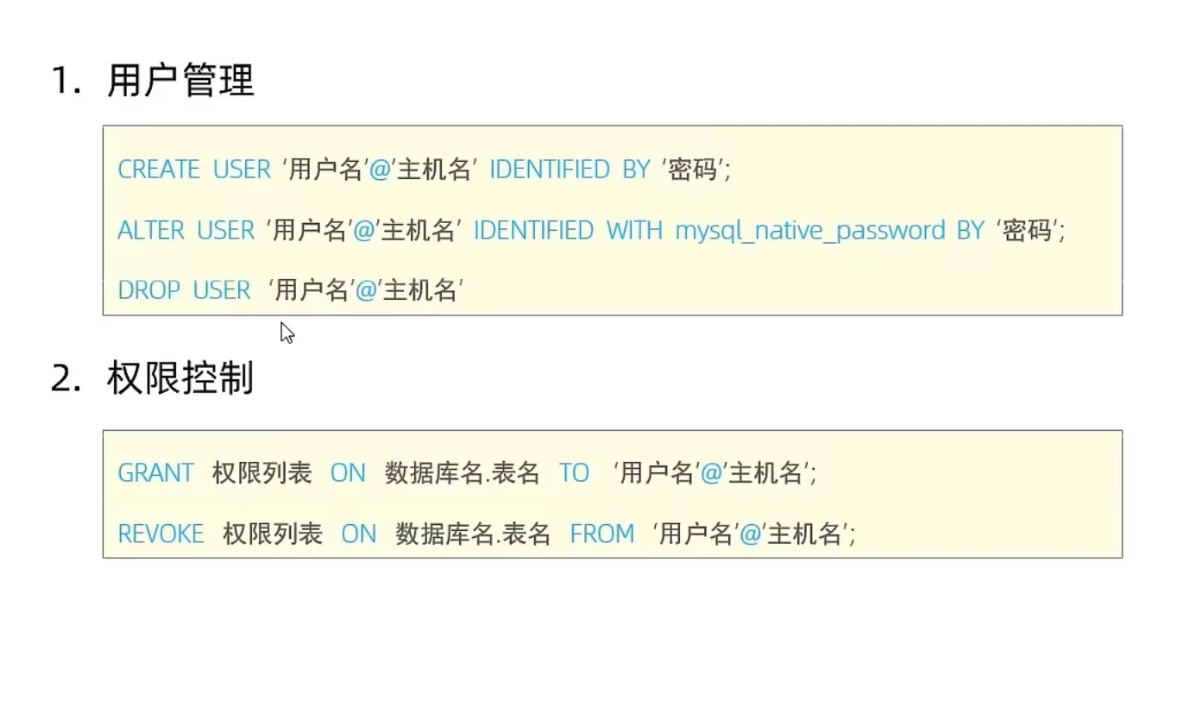 1. 用户管理
CREATE USER ‘用户名’@’主机名’ IDENTIFIED BY ‘密码’;
ALTER USER ‘用户名’@’主机名’ IDENTIFIED WITH mysql_native_password BY ‘密码’;
DROP USER ‘用户名’@’主机名’
2. 权限控制
GRANT 权限列表 ON 数据库名.表名 TO ‘用户名’@’主机名’;
REVOKE 权限列表 ON 数据库名.表名 FROM ‘用户名’@’主机名’;